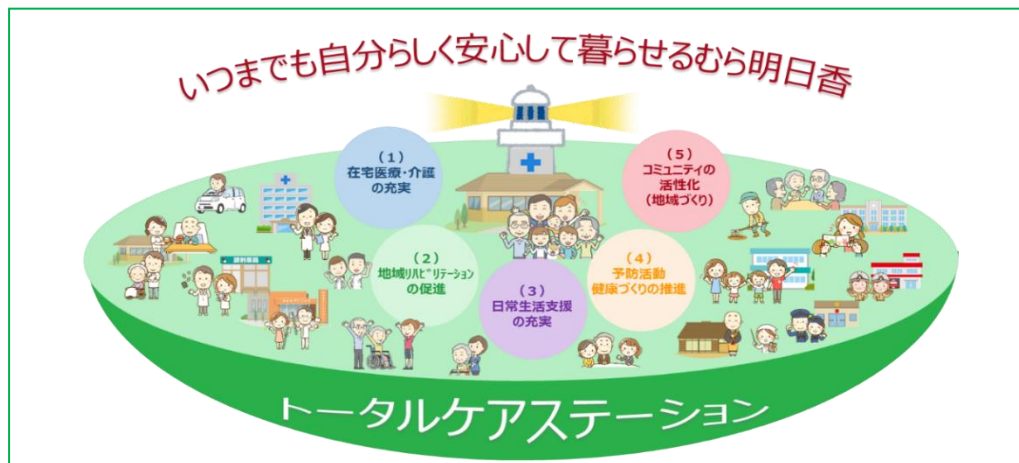 いつまでも自分らしく安心して暮らせるむら明日香
(1)
在宅医療・介護
の充実
(2)
地域ﾘﾊﾋﾞﾘテーション
の促進
(3)
日常生活支援
の充実
(4)
予防活動
健康づくりの推進
(5)
コミュニティの
活性化
(地域づくり)
トータルケアステーション